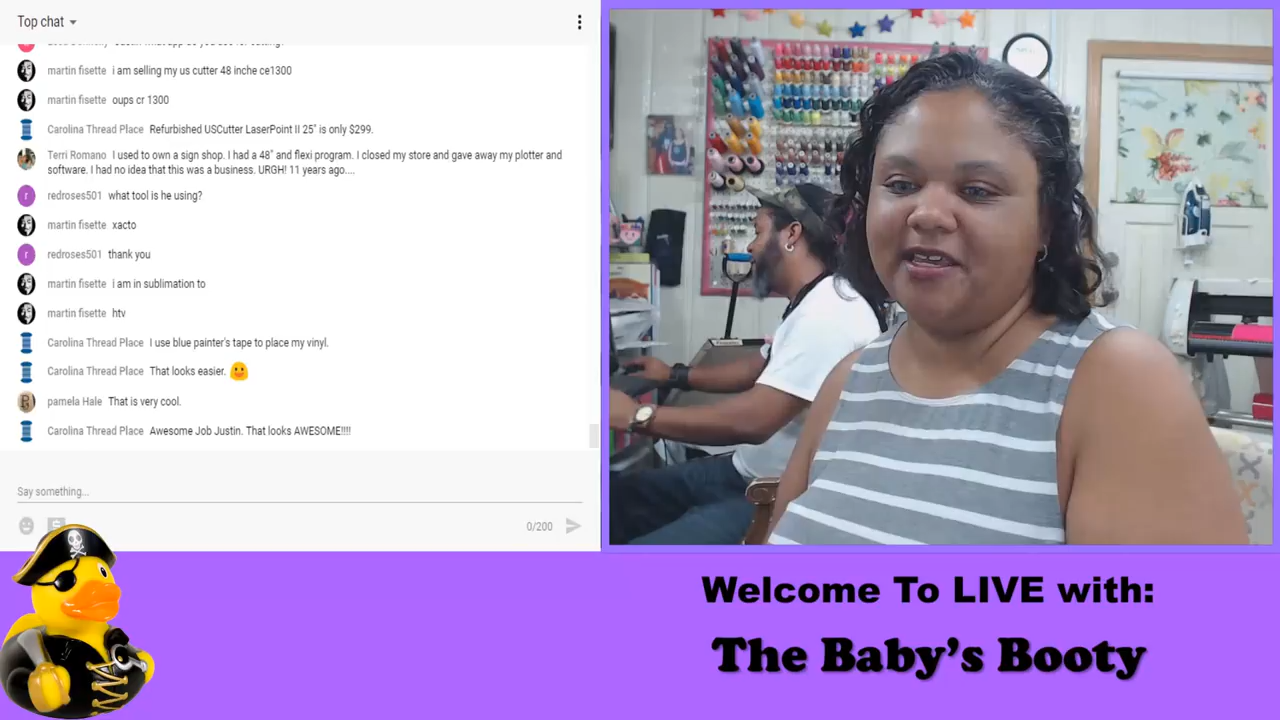 Top chat
martin fisette i am selling my us cutter 48 inche ce1300
martin fisette oups cr 1300
Carolina Thread Place Refurbished USCutter LaserPoint II 25" is only $299.
Terri Romano I used to own a sign shop. I had a 48" and flexi program. I closed my store and gave away my plotter and
software. I had no idea that this was a business. URGH! 11 years ago....
redroses501 what tool is he using?
martin fisette xacto
redroses501 thank you
martin fisette i am in sublimation to
martin fisette htv
Carolina Thread Place I use blue painter's tape to place my vinyl.
Carolina Thread Place That looks easier.
pamela Hale That is very cool.
Carolina Thread Place Awesome Job Justin. That looks AWESOME!!!!
Say something...
0/200
Welcome To LIVE with:
The Baby's Booty